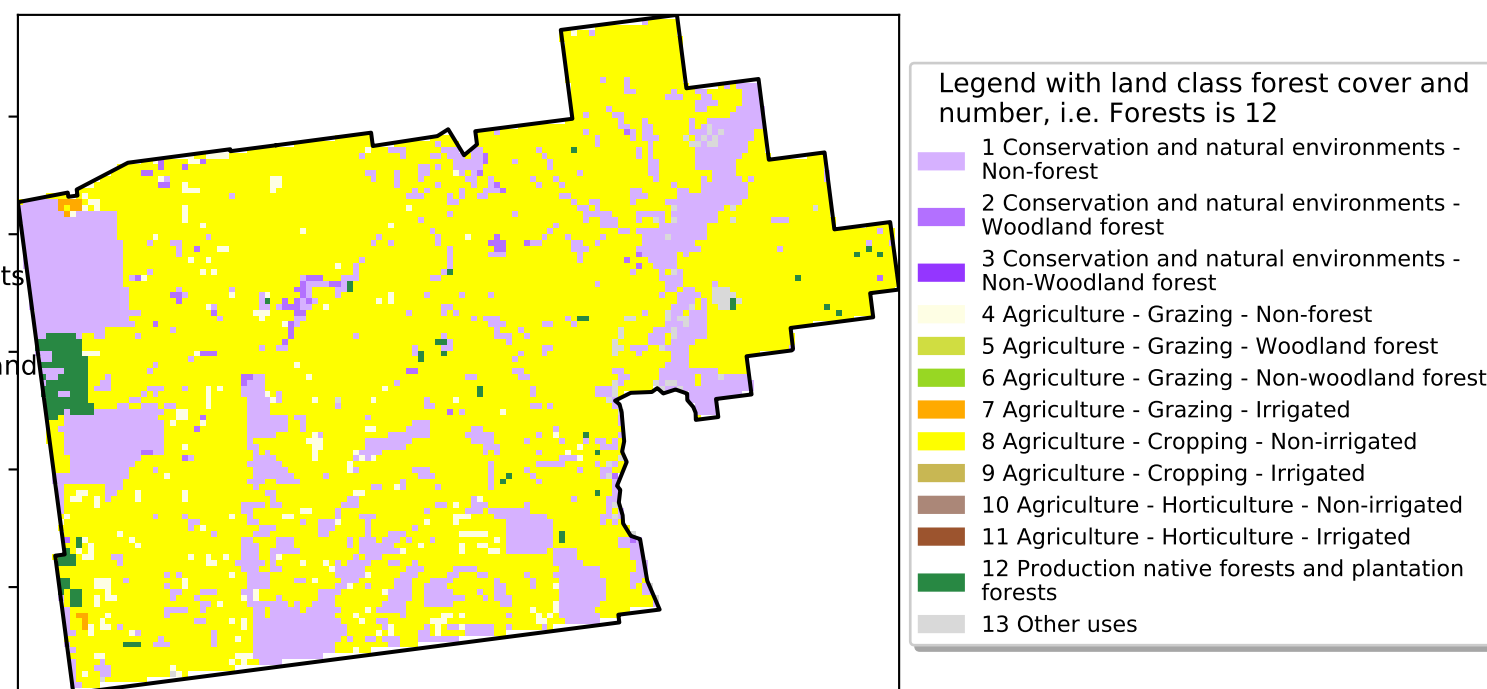 ts
and
Legend with land class forest cover and
number, i.e. Forests is 12
1 Conservation and natural environments -
Non-forest
2 Conservation and natural environments -
Woodland forest
3 Conservation and natural environments -
Non-Woodland forest
4 Agriculture - Grazing - Non-forest
5 Agriculture - Grazing - Woodland forest
6 Agriculture - Grazing - Non-woodland forest
7 Agriculture - Grazing - Irrigated
8 Agriculture - Cropping - Non-irrigated
9 Agriculture - Cropping - Irrigated
10 Agriculture - Horticulture - Non-irrigated
11 Agriculture - Horticulture - Irrigated
12 Production native forests and plantation
forests
13 Other uses